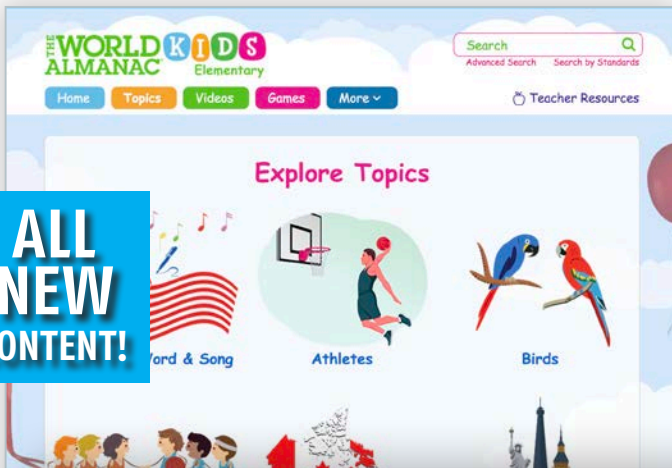 THE WORLD KIDS
ALMANAC Elementary
Search
Advanced Search Search by Standards
Home Topics Videos Games More
Teacher Resources
Explore Topics
ALL
NEW
ONTENT!
ord & Song Athletes Birds